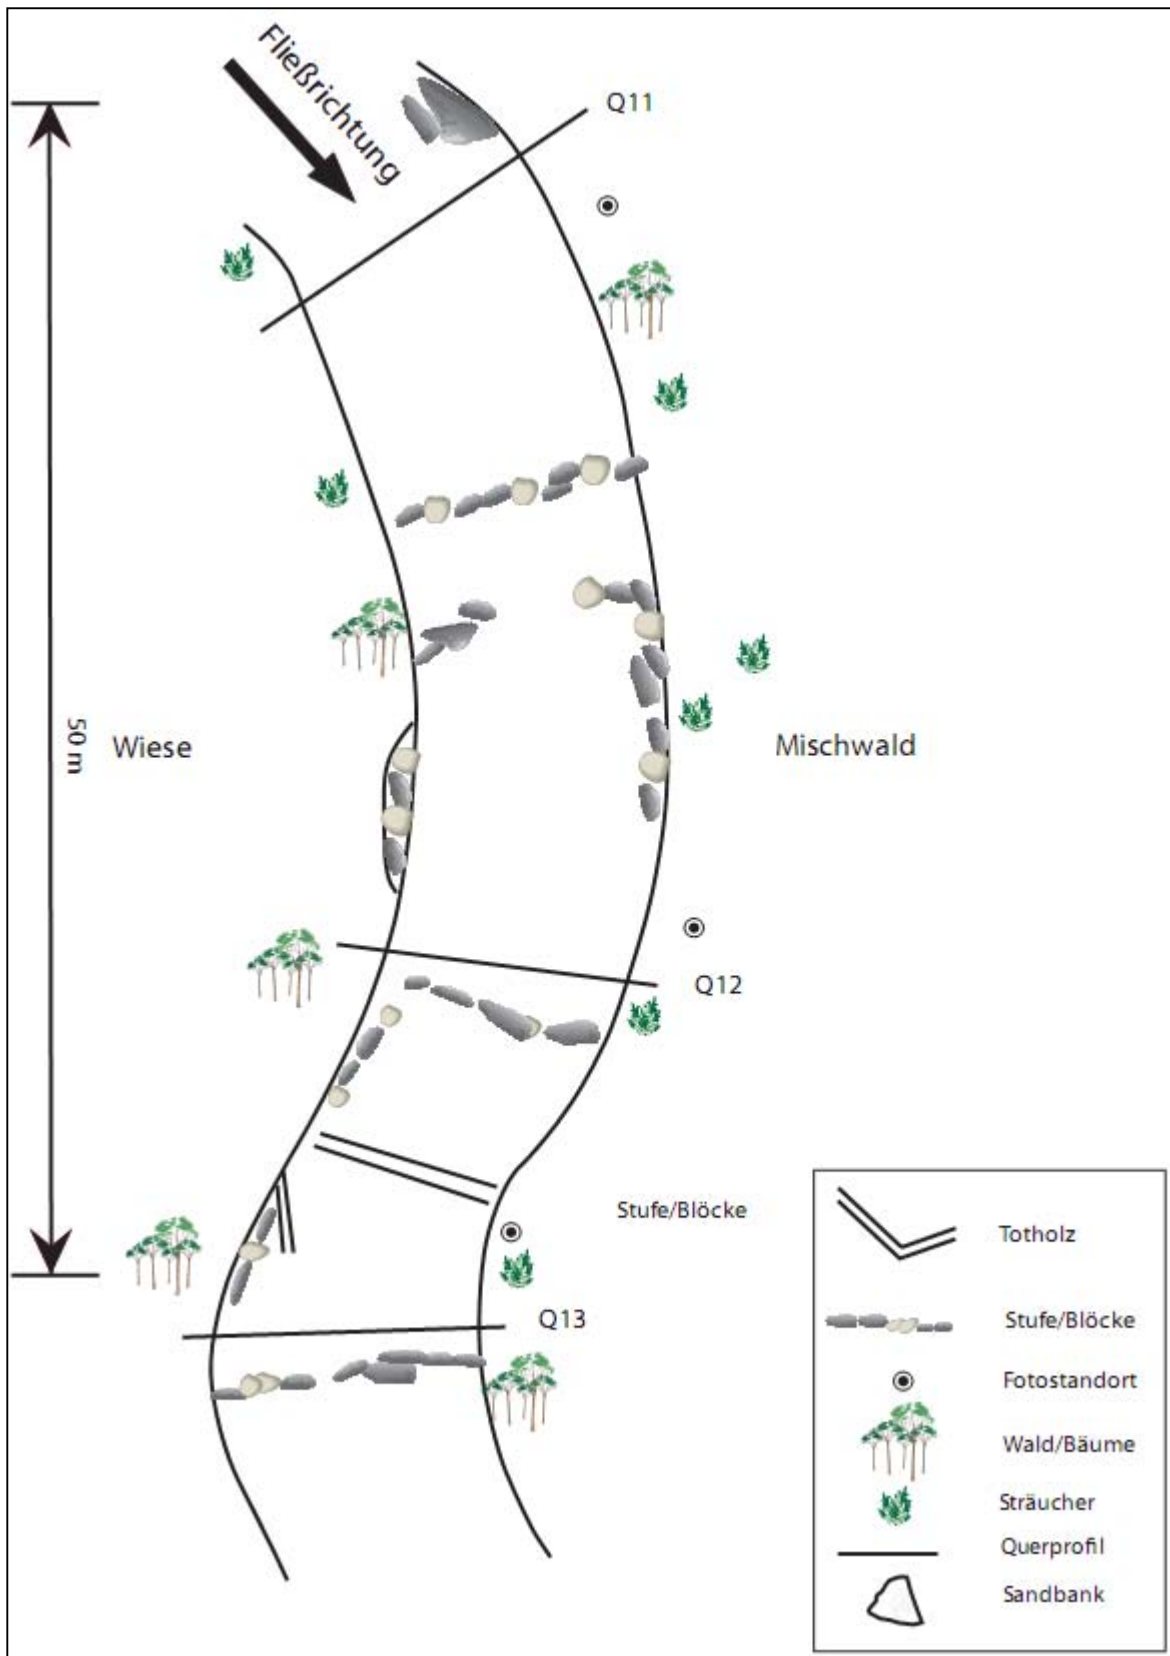 Fließrichtung
Q11
50 m
Wiese
Mischwald
Q12
Stufe/Blöcke
Q13
Totholz
Stufe/Blöcke
Fotostandort
Wald/Bäume
Sträucher
Querprofil
Sandbank